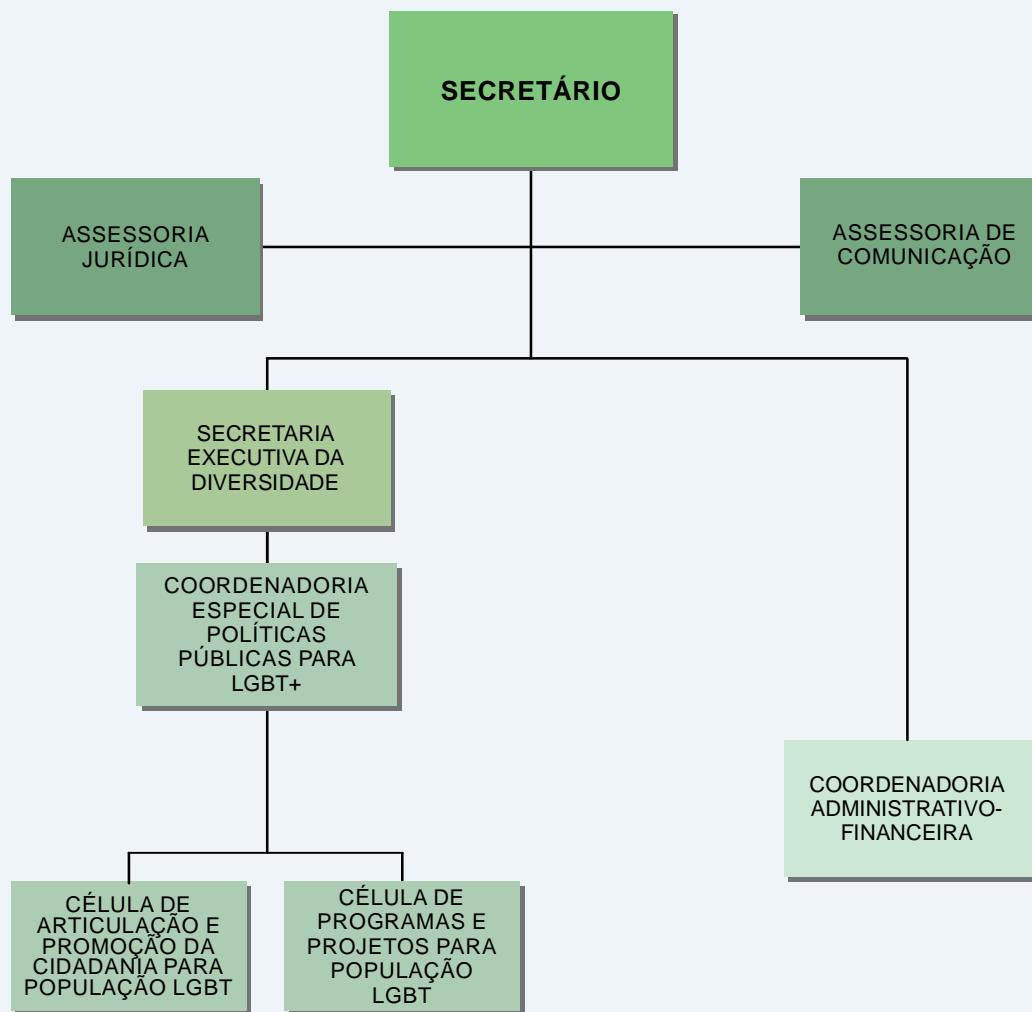 SECRETÁRIO
ASSESSORIA
JURÍDICA
ASSESSORIA DE
COMUNICAÇÃO
SECRETARIA
EXECUTIVA DA
DIVERSIDADE
COORDENADORIA
ESPECIAL DE
POLÍTICAS
PÚBLICAS PARA
LGBT+
COORDENADORIA
ADMINISTRATIVO-
FINANCEIRA
CÉLULA DE
ARTICULAÇÃO E
PROMOÇÃO DA
CIDADANIA PARA
POPULAÇÃO LGBT
CÉLULA DE
PROGRAMAS E
PROJETOS PARA
POPULAÇÃO
LGBT